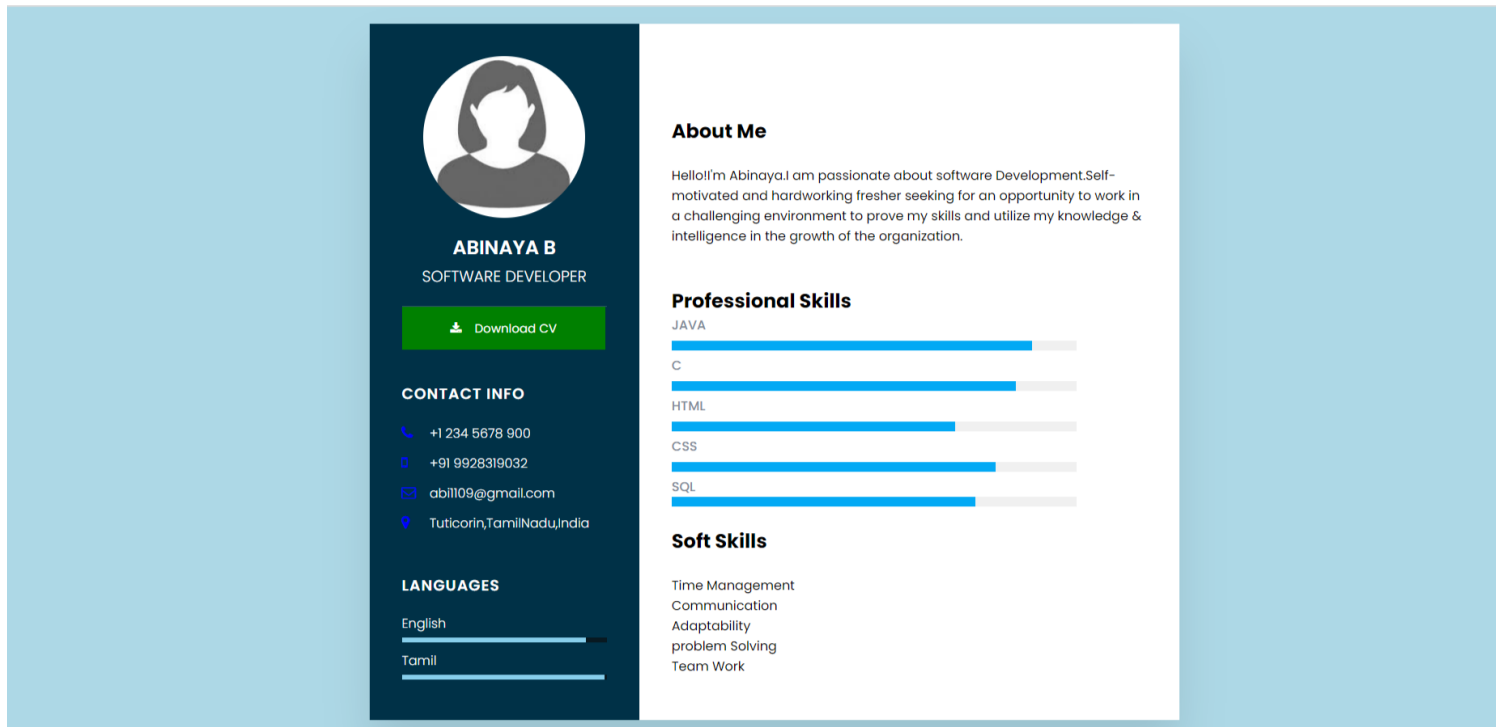 ABINAYA B
SOFTWARE DEVELOPER
Download CV
CONTACT INFO
+1 234 5678 900
+91 9928319032
abi1109@gmail.com
Tuticorin,TamilNadu,India
LANGUAGES
English
Tamil
About Me
Hello!I'm Abinaya.I am passionate about software Development.Self-
motivated and hardworking fresher seeking for an opportunity to work in
a challenging environment to prove my skills and utilize my knowledge &
intelligence in the growth of the organization.
Professional Skills
JAVA
C
HTML
CSS
SQL
Soft Skills
Time Management
Communication
Adaptability
problem Solving
Team Work